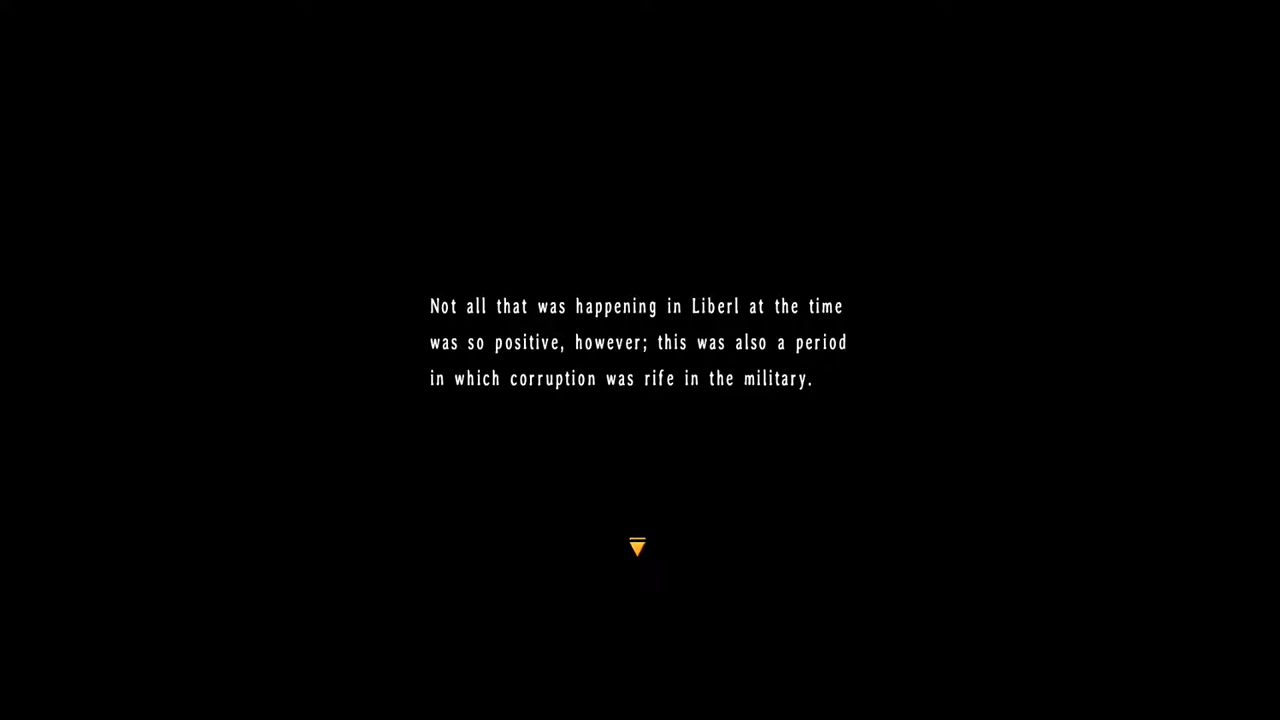 Not all that was happening in Liberl at the time
was so positive, however; this was also a period
in which corruption was rife in the military.